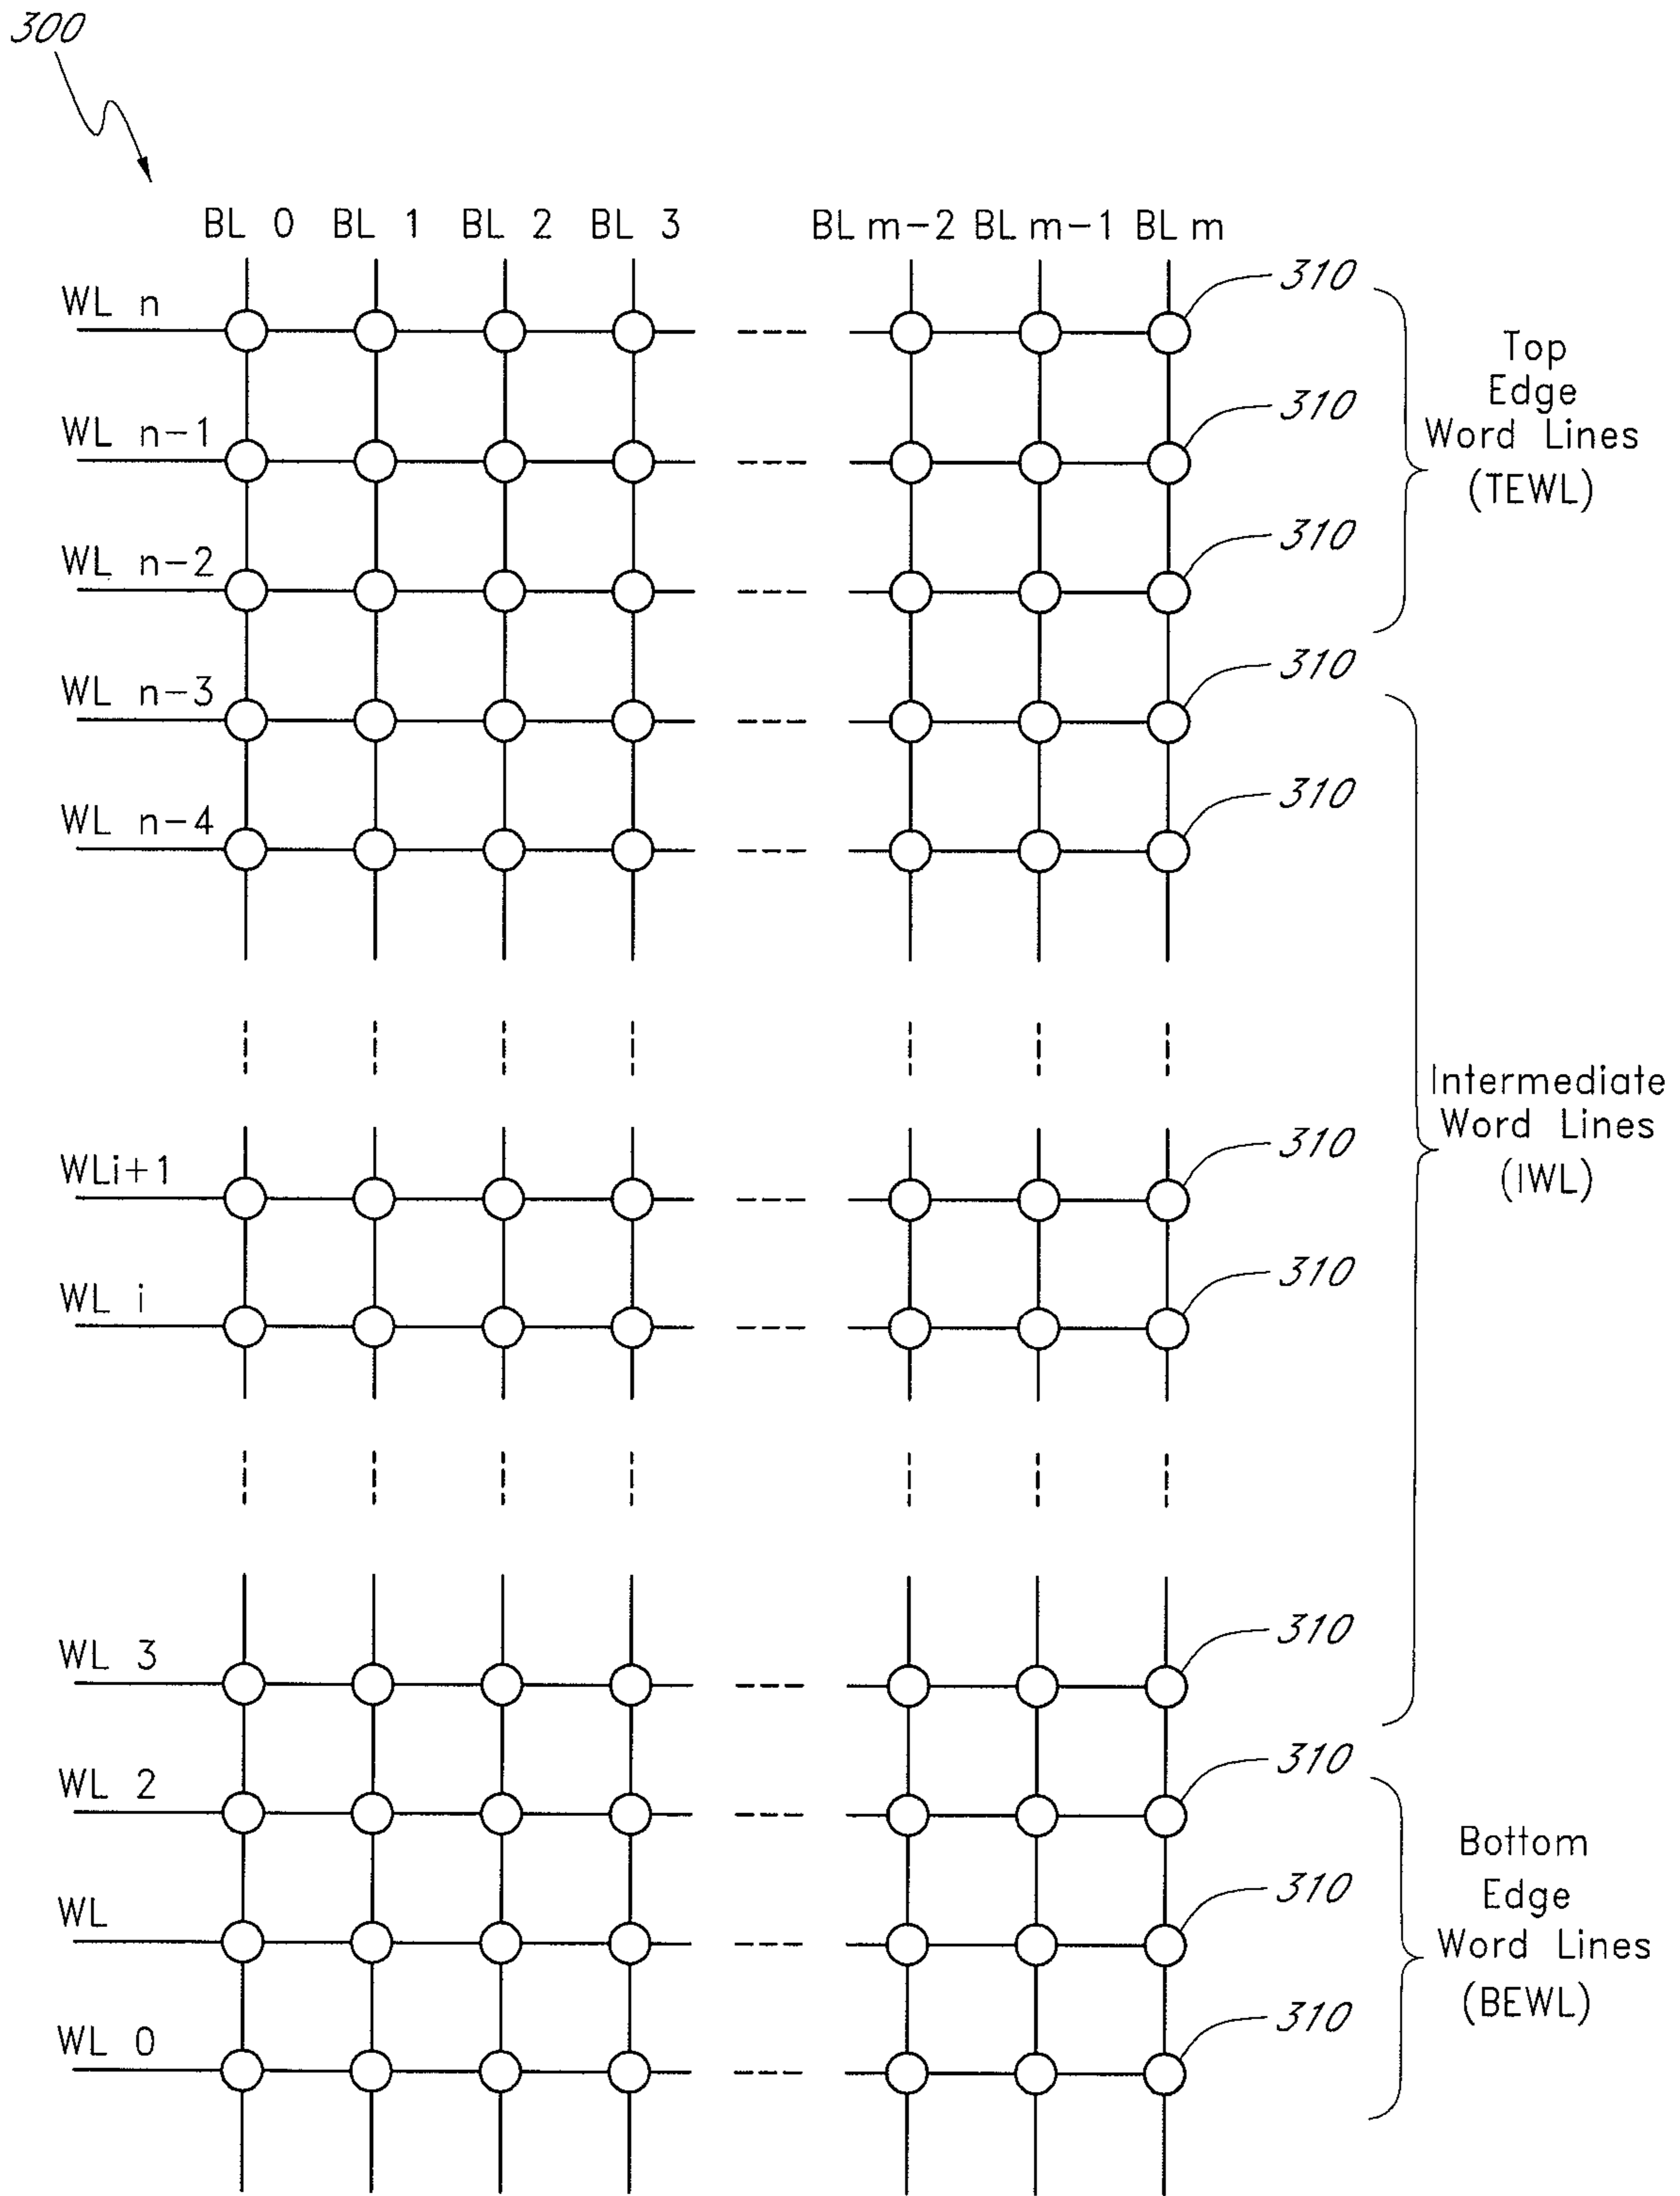 300
BL 0 BL 1 BL 2 BL 3 BL m-2 BL m-1 BL m
WL n 310
WL n-1 310
WL n-2 310
Top
Edge
Word Lines
(TEWL)
WL n-3 310
WL n-4 310
WLi+1 310
WL i 310
Intermediate
Word Lines
(IWL)
WL 3 310
WL 2 310
WL 310
WL 0 310
Bottom
Edge
Word Lines
(BEWL)